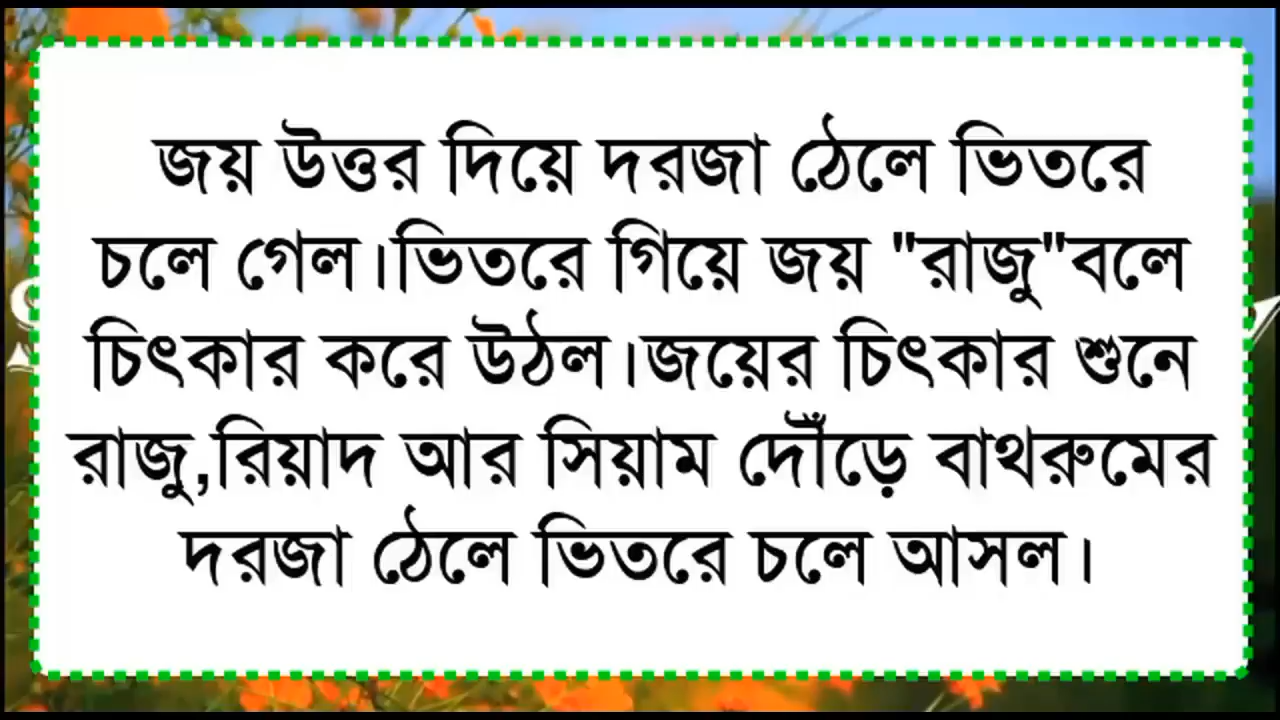 জয় উত্তর দিয়ে দরজা ঠেলে ভিতরে
চলে গেল।ভিতরে গিয়ে জয় "রাজু"বলে
চিৎকার করে উঠল।জয়ের চিৎকার শুনে
রাজু,রিয়াদ আর সিয়াম দৌঁড়ে বাথরুমের
দরজা ঠেলে ভিতরে চলে আসল।